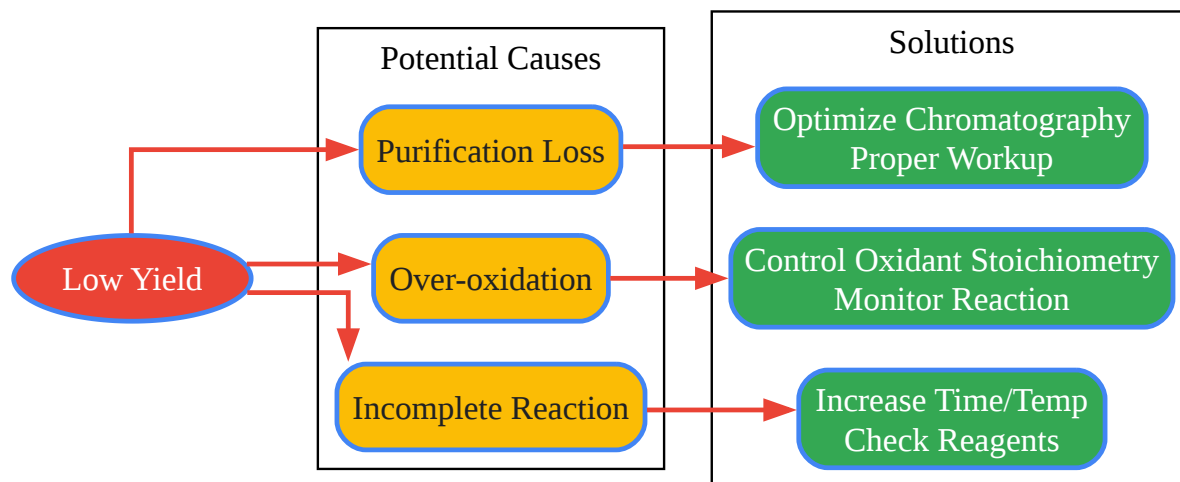 Low Yield
Potential Causes
Purification Loss
Over-oxidation
Incomplete Reaction
Solutions
Optimize Chromatography
Proper Workup
Control Oxidant Stoichiometry
Monitor Reaction
Increase Time/Temp
Check Reagents